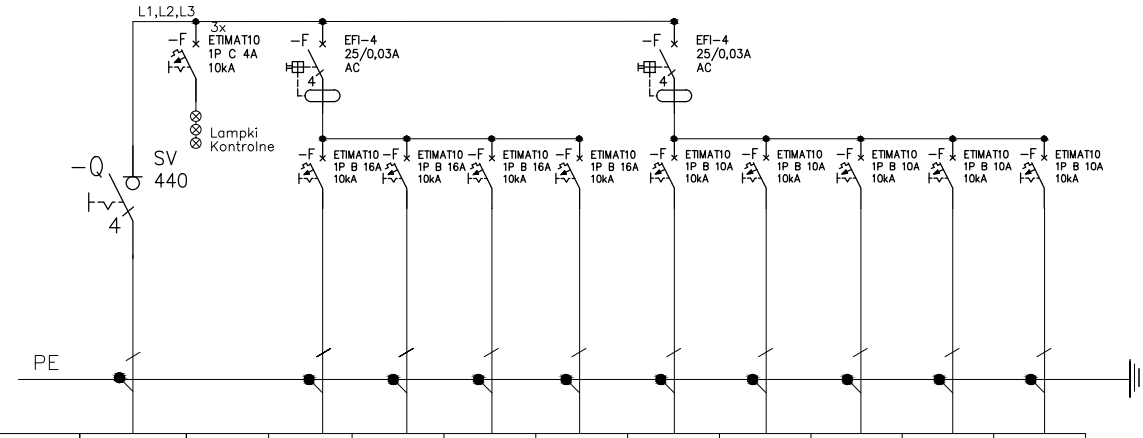 L1,L2,L3
3x
-F
ETIMAT10
1P C 4A
10kA
Lampki
Kontrolne
-F
EFI-4
25/0,03A
AC
4
-F
EFI-4
25/0,03A
AC
4
-Q
SV
440
4
-F
ETIMAT10
1P B 16A
10kA
-F
ETIMAT10
1P B 16A
10kA
-F
ETIMAT10
1P B 16A
10kA
-F
ETIMAT10
1P B 16A
10kA
-F
ETIMAT10
1P B 10A
10kA
-F
ETIMAT10
1P B 10A
10kA
-F
ETIMAT10
1P B 10A
10kA
-F
ETIMAT10
1P B 10A
10kA
-F
ETIMAT10
1P B 10A
10kA
PE